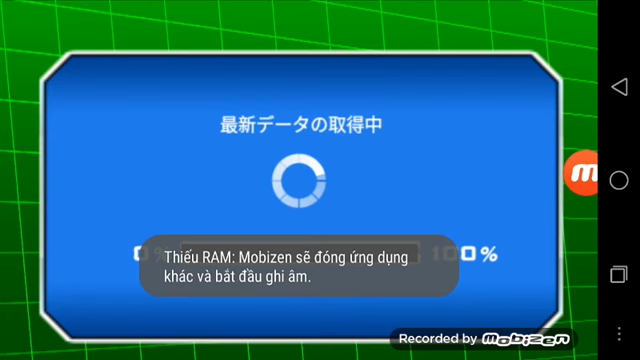 最新データの取得中
0%
100%
Thiếu RAM: Mobizen sẽ đóng ứng dụng
khác và bắt đầu ghi âm.
Recorded by mobizen